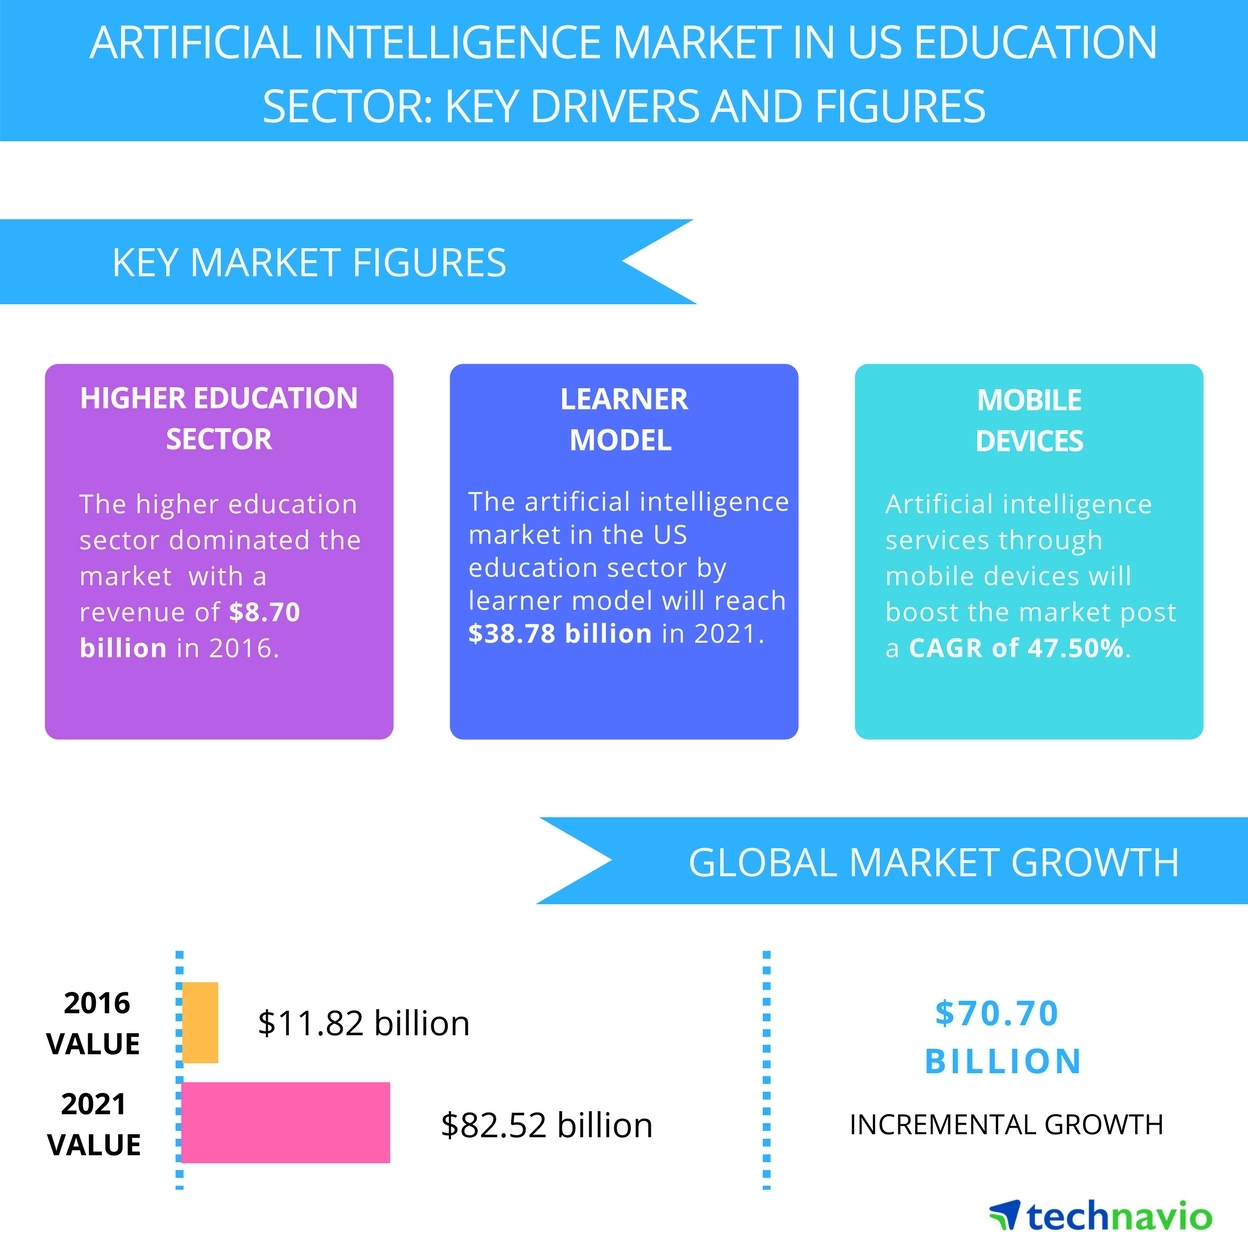 ARTIFICIAL INTELLIGENCE MARKET IN US EDUCATION
SECTOR: KEY DRIVERS AND FIGURES
KEY MARKET FIGURES
HIGHER EDUCATION
SECTOR
The higher education
sector dominated the
market with a
revenue of $8.70
billion in 2016.
LEARNER
MODEL
The artificial intelligence
market in the US
education sector by
learner model will reach
$38.78 billion in 2021.
MOBILE
DEVICES
Artificial intelligence
services through
mobile devices will
boost the market post
a CAGR of 47.50%.
GLOBAL MARKET GROWTH
2016
VALUE
$11.82 billion
2021
VALUE
$82.52 billion
$70.70
BILLION
INCREMENTAL GROWTH
technavio